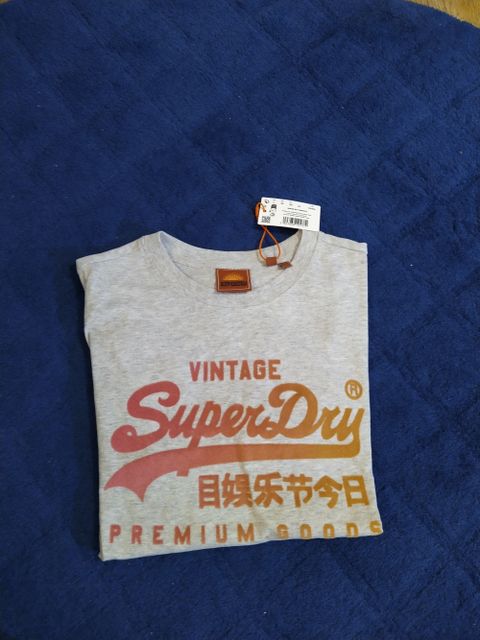 VINTAGE
SuperDry®
目娱乐节今日
PREMIUM GOODS